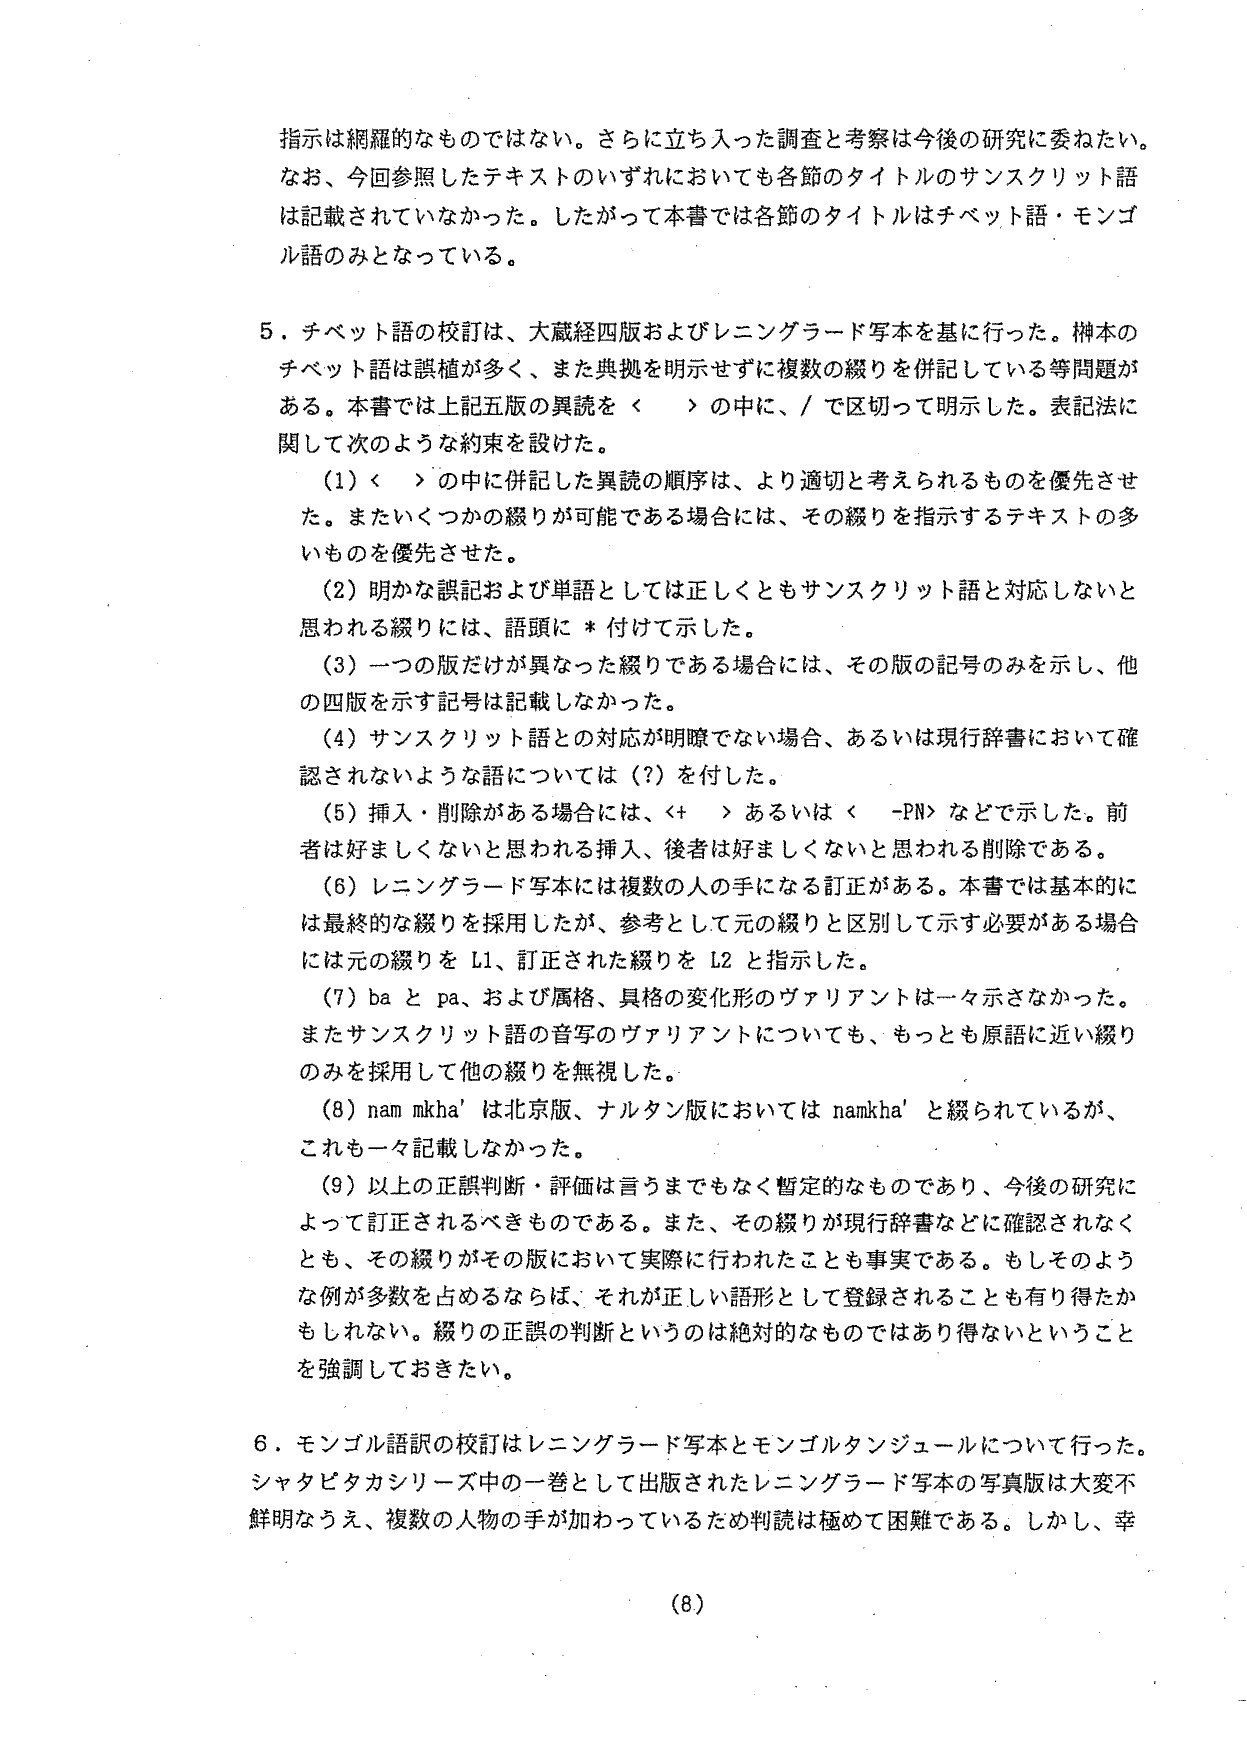 指示は網羅的なものではない。さらに立ち入った調査と考察は今後の研究に委ねたい。
なお、今回参照したテキストのいずれにおいても各節のタイトルのサンスクリット語
は記載されていなかった。したがって本書では各節のタイトルはチベット語・モンゴ
ル語のみとなっている。
５．チベット語の校訂は、大蔵経四版およびレニングラード写本を基に行った。榊本の
チベット語は誤植が多く、また典拠を明示せずに複数の綴りを併記している等問題が
ある。本書では上記五版の異読を < > の中に、/ で区切って明示した。表記法に
関して次のような約束を設けた。
(1) < > の中に併記した異読の順序は、より適切と考えられるものを優先させ
た。またいくつかの綴りが可能である場合には、その綴りを指示するテキストの多
いものを優先させた。
(2) 明かな誤記および単語としては正しくともサンスクリット語と対応しないと
思われる綴りには、語頭に * 付けて示した。
(3) 一つの版だけが異なった綴りである場合には、その版の記号のみを示し、他
の四版を示す記号は記載しなかった。
(4) サンスクリット語との対応が明瞭でない場合、あるいは現行辞書において確
認されないような語については (?) を付した。
(5) 挿入・削除がある場合には、<+ > あるいは < -PN> などで示した。前
者は好ましくないと思われる挿入、後者は好ましくないと思われる削除である。
(6) レニングラード写本には複数の人の手になる訂正がある。本書では基本的に
は最終的な綴りを採用したが、参考として元の綴りと区別して示す必要がある場合
には元の綴りを L1、訂正された綴りを L2 と指示した。
(7) ba と pa、および属格、具格の変化形のヴァリアントは一々示さなかった。
またサンスクリット語の音写のヴァリアントについても、もっとも原語に近い綴り
のみを採用して他の綴りを無視した。
(8) nam mkha' は北京版、ナルタン版においては namkha' と綴られているが、
これも一々記載しなかった。
(9) 以上の正誤判断・評価は言うまでもなく暫定的なものであり、今後の研究に
よって訂正されるべきものである。また、その綴りが現行辞書などに確認されなく
とも、その綴りがその版において実際に行われたことも事実である。もしそのよう
な例が多数を占めるならば、それが正しい語形として登録されることも有り得たか
もしれない。綴りの正誤の判断というのは絶対的なものではあり得ないということ
を強調しておきたい。
６．モンゴル語訳の校訂はレニングラード写本とモンゴルタンジュールについて行った。
シャタピタカシリーズ中の一巻として出版されたレニングラード写本の写真版は大変不
鮮明なうえ、複数の人物の手が加わっているため判読は極めて困難である。しかし、幸
(8)